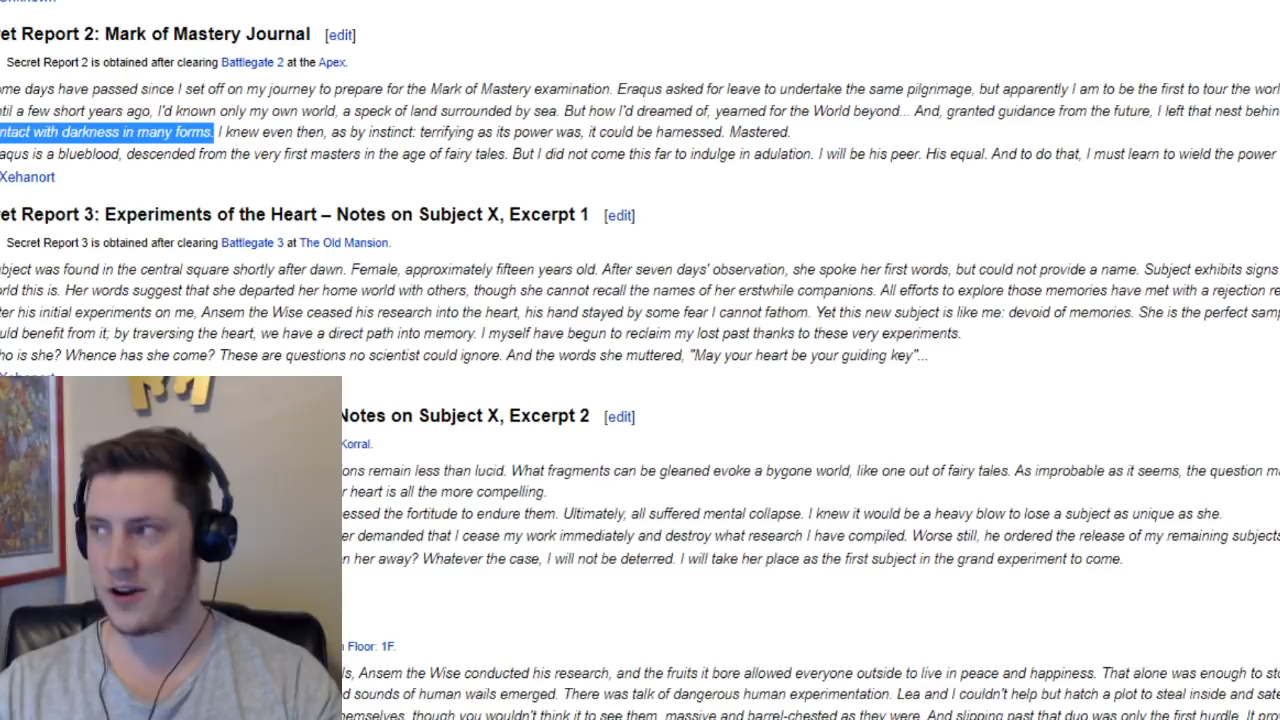 et Report 2: Mark of Mastery Journal [edit]
Secret Report 2 is obtained after clearing Battlegate 2 at the Apex.
ome days have passed since I set off on my journey to prepare for the Mark of Mastery examination. Eraqus asked for leave to undertake the same pilgrimage, but apparently I am to be the first to tour the worl
ntil a few short years ago, I'd known only my own world, a speck of land surrounded by sea. But how I'd dreamed of, yearned for the World beyond... And, granted guidance from the future, I left that nest behin
ntact with darkness in many forms. I knew even then, as by instinct: terrifying as its power was, it could be harnessed. Mastered.
aqus is a blueblood, descended from the very first masters in the age of fairy tales. But I did not come this far to indulge in adulation. I will be his peer. His equal. And to do that, I must learn to wield the power
Xehanort
et Report 3: Experiments of the Heart – Notes on Subject X, Excerpt 1 [edit]
Secret Report 3 is obtained after clearing Battlegate 3 at The Old Mansion.
bject was found in the central square shortly after dawn. Female, approximately fifteen years old. After seven days' observation, she spoke her first words, but could not provide a name. Subject exhibits signs
orld this is. Her words suggest that she departed her home world with others, though she cannot recall the names of her erstwhile companions. All efforts to explore those memories have met with a rejection re
ter his initial experiments on me, Ansem the Wise ceased his research into the heart, his hand stayed by some fear I cannot fathom. Yet this new subject is like me: devoid of memories. She is the perfect samp
uld benefit from it; by traversing the heart, we have a direct path into memory. I myself have begun to reclaim my lost past thanks to these very experiments.
ho is she? Whence has she come? These are questions no scientist could ignore. And the words she muttered, "May your heart be your guiding key"...
Notes on Subject X, Excerpt 2 [edit]
Korral.
ons remain less than lucid. What fragments can be gleaned evoke a bygone world, like one out of fairy tales. As improbable as it seems, the question ma
r heart is all the more compelling.
essed the fortitude to endure them. Ultimately, all suffered mental collapse. I knew it would be a heavy blow to lose a subject as unique as she.
er demanded that I cease my work immediately and destroy what research I have compiled. Worse still, he ordered the release of my remaining subjects
n her away? Whatever the case, I will not be deterred. I will take her place as the first subject in the grand experiment to come.
Floor: 1F.
ls, Ansem the Wise conducted his research, and the fruits it bore allowed everyone outside to live in peace and happiness. That alone was enough to sto
d sounds of human wails emerged. There was talk of dangerous human experimentation. Lea and I couldn't help but hatch a plot to steal inside and sate
hemselves, though you wouldn't think it to see them, massive and barrel-chested as they were. And slipping past that duo was only the first hurdle. It pro